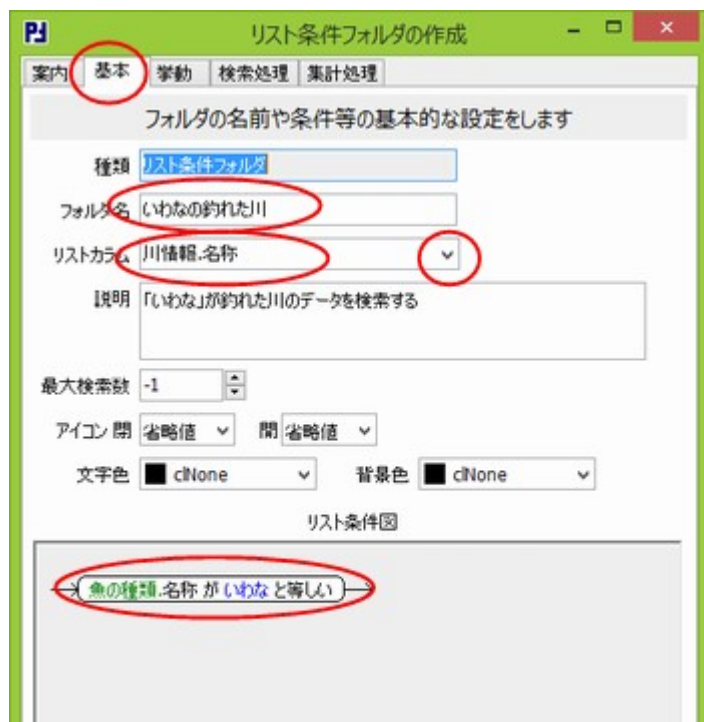 リスト条件フォルダの作成
案内 基本 挙動 検索処理 集計処理
フォルダの名前や条件等の基本的な設定をします
種類 リスト条件フォルダ
フォルダ名 いわなの釣れた川
リストカラム 川情報.名称
説明 「いわな」が釣れた川のデータを検索する
最大検索数 -1
アイコン 閉 省略値 開 省略値
文字色 clNone 背景色 clNone
リスト条件図
魚の種類.名称 が いわな と等しい